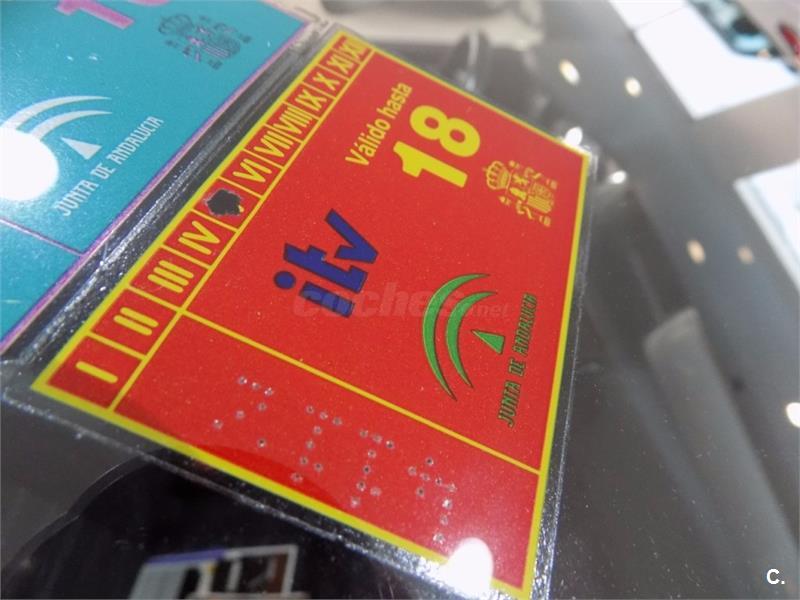 JUNTA DE ANDALUCIA
I II III IV VI VII VIII IX X XI XII
Válido hasta
18
itv
JUNTA DE ANDALUCIA
coches.net
C.